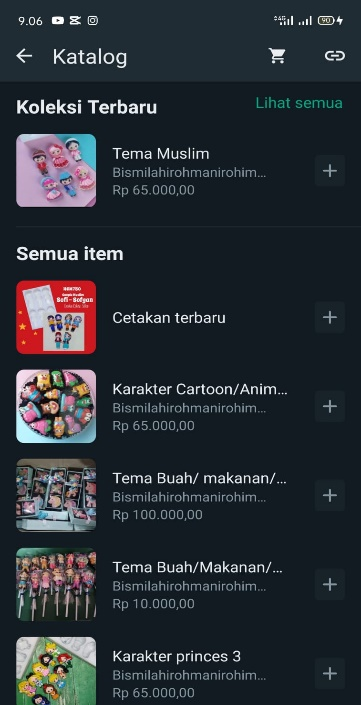 9.06
90
Katalog
Koleksi Terbaru
Lihat semua
Tema Muslim
Bismilahirohmanirohim...
Rp 65.000,00
Semua item
Sofi - Sofyan
Cetakan terbaru
Karakter Cartoon/Anim...
Bismilahirohmanirohim...
Rp 65.000,00
Tema Buah/ makanan/...
Bismilahirohmanirohim...
Rp 100.000,00
Tema Buah/Makanan/...
Bismilahirohmanirohim...
Rp 10.000,00
Karakter princes 3
Bismilahirohmanirohim...
Rp 65.000,00